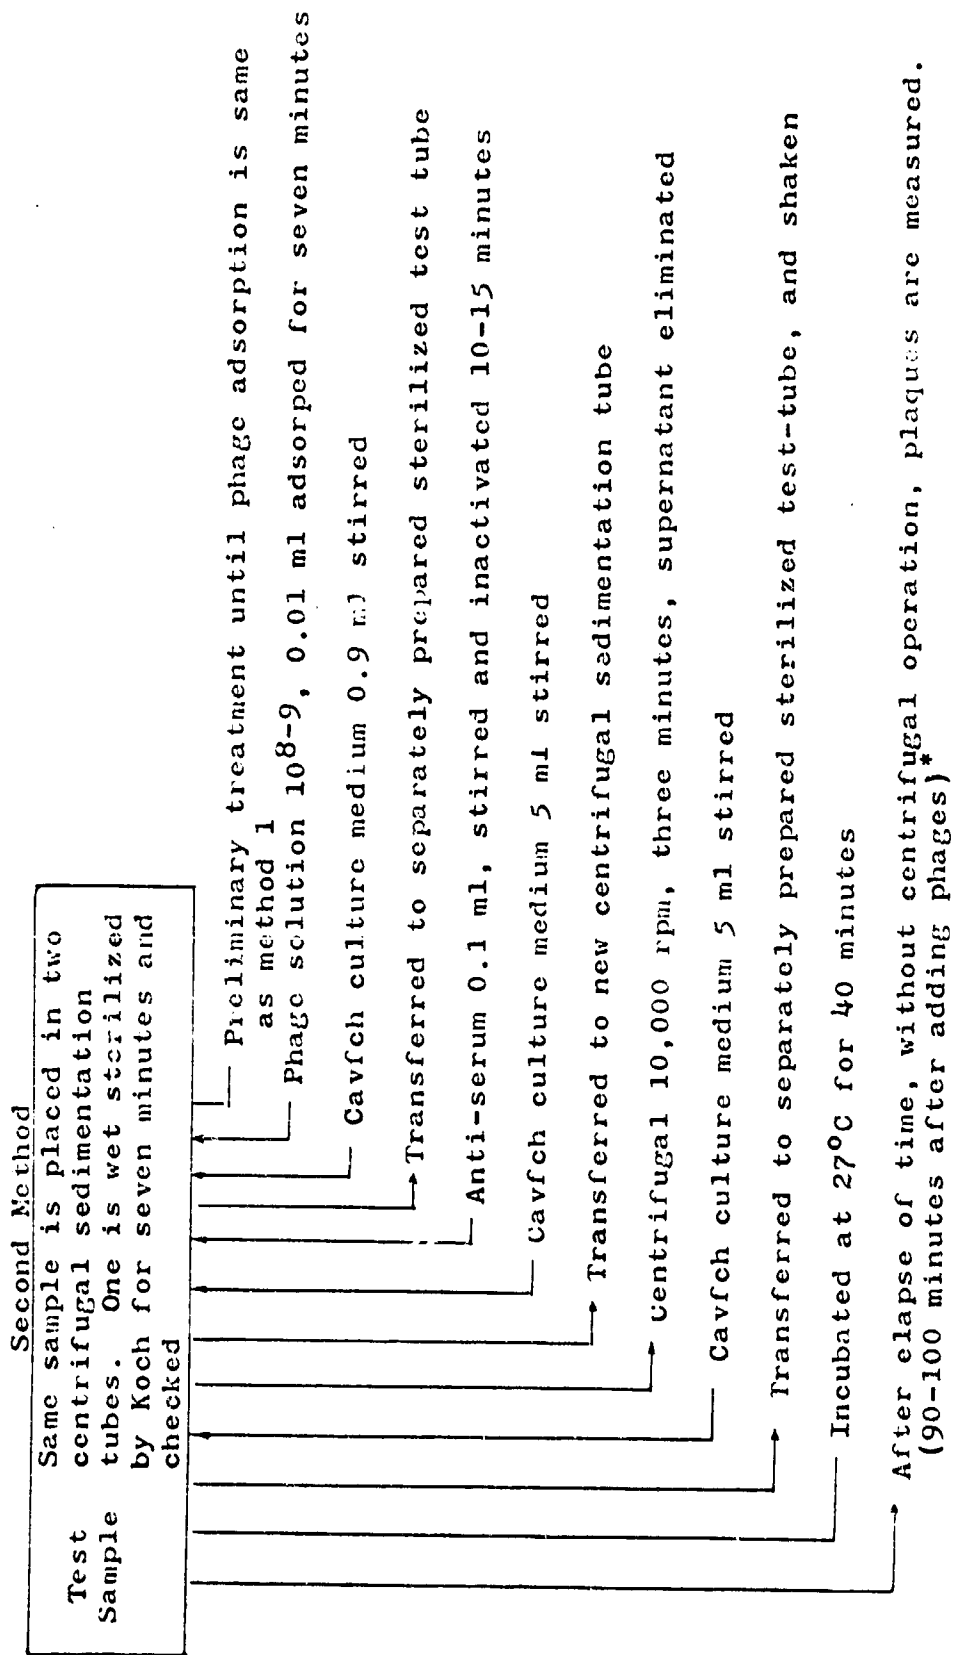 Second Method
Test
Sample
Same sample is placed in two
centrifugal sedimentation
tubes. One is wet sterilized
by Koch for seven minutes and
checked
Preliminary treatment until phage adsorption is same
as method 1
Phage solution 10⁸⁻⁹, 0.01 ml adsorped for seven minutes
Cavfch culture medium 0.9 ml stirred
Transferred to separately prepared sterilized test tube
Anti-serum 0.1 ml, stirred and inactivated 10-15 minutes
Cavfch culture medium 5 ml stirred
Transferred to new centrifugal sadimentation tube
Centrifugal 10,000 rpm, three minutes, supernatant eliminated
Cavfch culture medium 5 ml stirred
Transferred to separately prepared sterilized test-tube, and shaken
Incubated at 27°C for 40 minutes
After elapse of time, without centrifugal operation, plaques are measured.
(90-100 minutes after adding phages)*